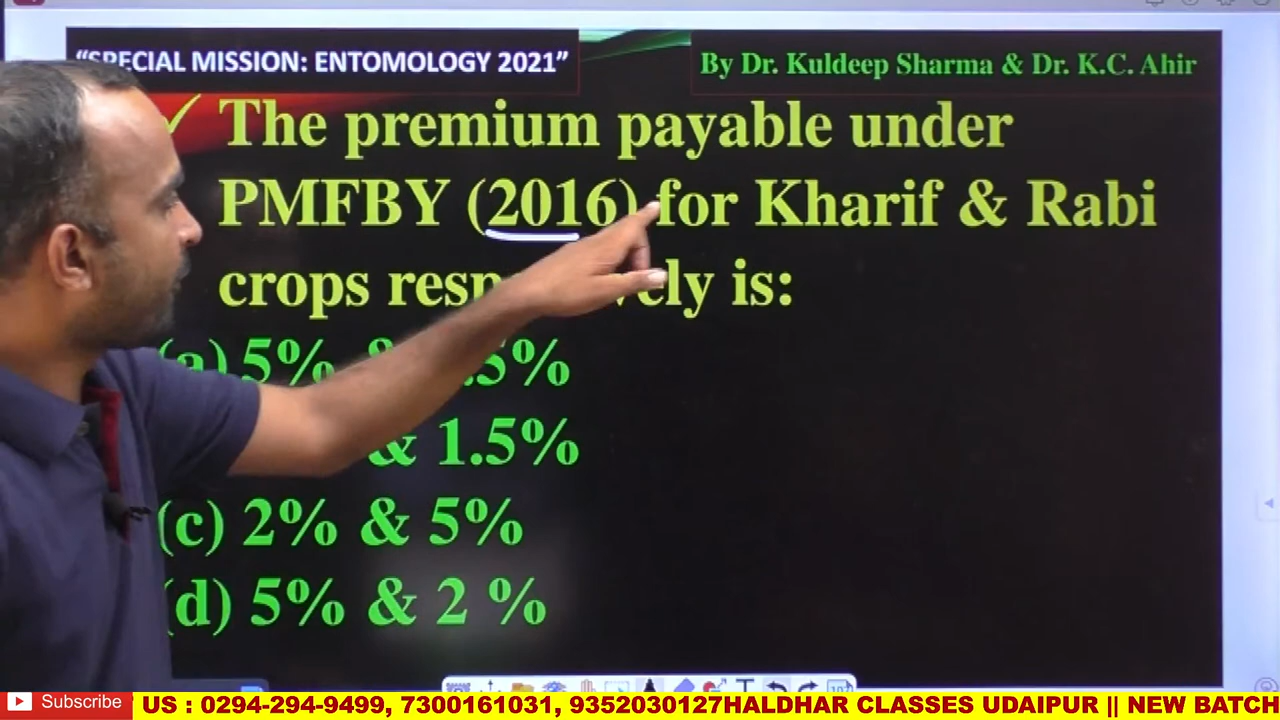 “SPECIAL MISSION: ENTOMOLOGY 2021”
By Dr. Kuldeep Sharma & Dr. K.C. Ahir
✓ The premium payable under
PMFBY (2016) for Kharif & Rabi
crops is:
(a) 5% & .5%
& 1.5%
(c) 2% & 5%
(d) 5% & 2 %
Subscribe
US : 0294-294-9499, 7300161031, 9352030127HALDHAR CLASSES UDAIPUR || NEW BATCH